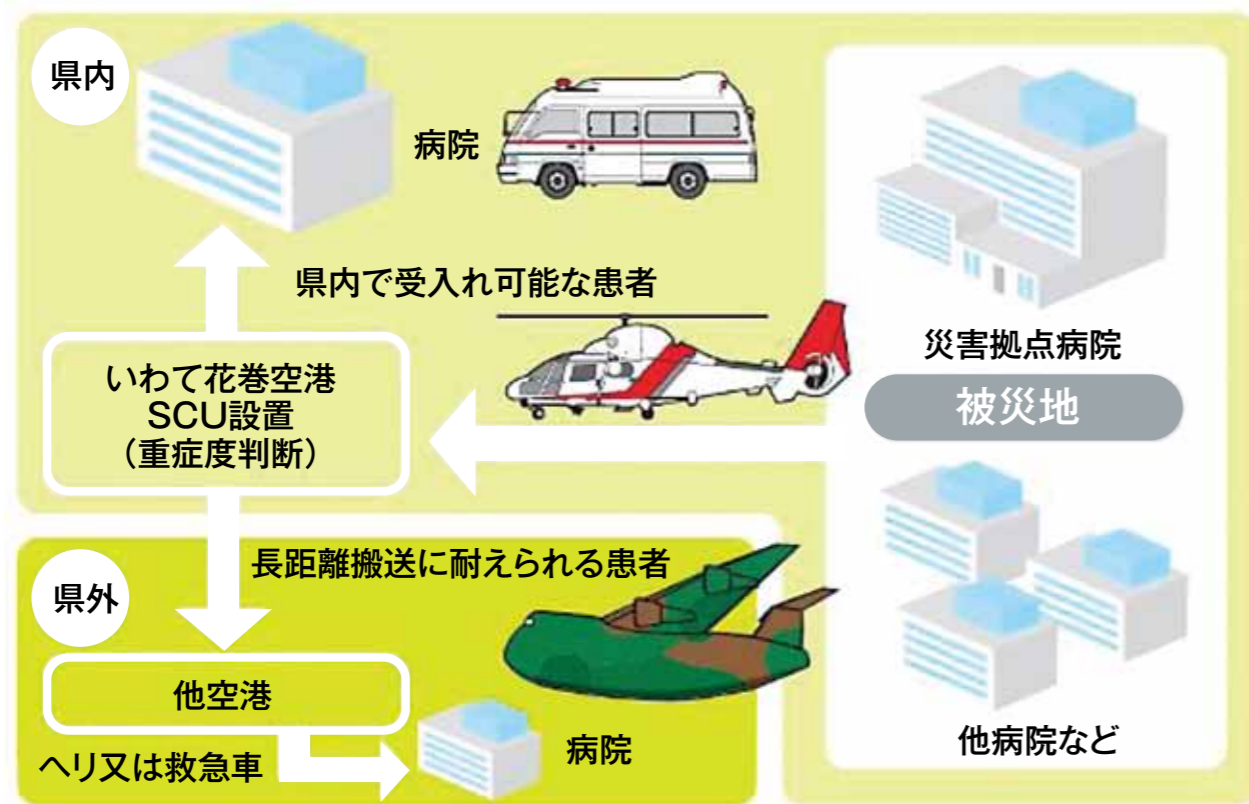 県内
病院
県内で受入れ可能な患者
いわて花巻空港
SCU設置
（重症度判断）
災害拠点病院
被災地
他病院など
県外
長距離搬送に耐えられる患者
他空港
ヘリ又は救急車
病院